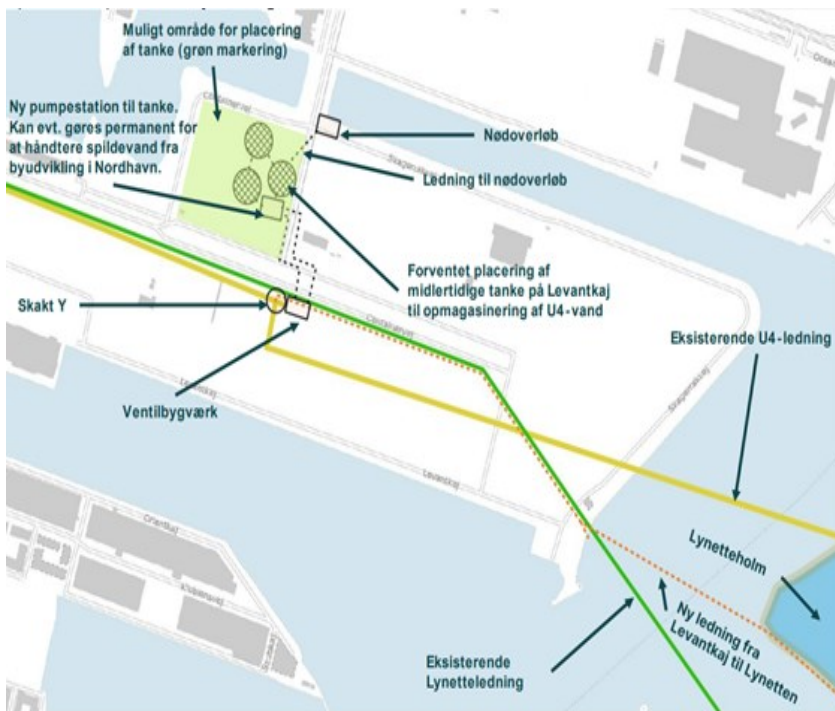 Muligt område for placering
af tanke (grøn markering)
Ny pumpestation til tanke.
Kan evt. gøres permanent for
at håndtere spildevand fra
byudvikling i Nordhavn.
Nødoverløb
Ledning til nødoverløb
Forventet placering af
midlertidige tanke på Levantkaj
til opmagasinering af U4-vand
Skakt Y
Ventilbygværk
Eksisterende U4-ledning
Lynetteholm
Ny ledning fra
Levantkaj til Lynetten
Eksisterende
Lynetteledning
Levantkaj
Levantkaj
Orientkaj